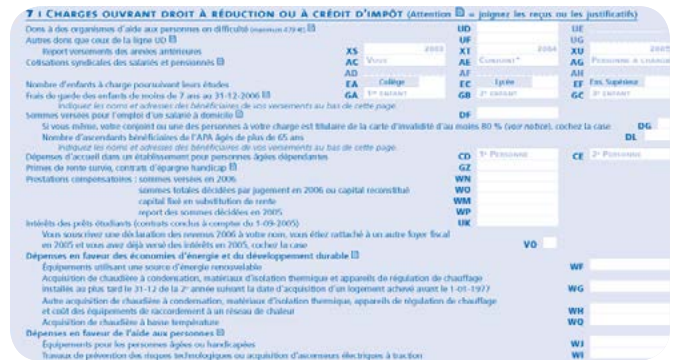 7 I CHARGES OUVRANT DROIT À RÉDUCTION OU À CRÉDIT D'IMPÔT (Attention = joignez les reçus ou les justificatifs)
Dons à des organismes d'aide aux personnes en difficulté (maximum 479 €) UD UE
Autres dons que ceux de la ligne UD UF UG
Report versements des années antérieures XS 2003 XT 2004 XU 2005
Cotisations syndicales des salariés et pensionnés AC VOUS AE CONJOINT* AG PERSONNE À CHARGE
AD AF AH
Nombre d'enfants à charge poursuivant leurs études EA Collège EC Lycée EF Ens. Supérieur
Frais de garde des enfants de moins de 7 ans au 31-12-2006 GA 1er ENFANT GB 2e ENFANT GC 3e ENFANT
Indiquez les noms et adresses des bénéficiaires de vos versements au bas de cette page.
Sommes versées pour l'emploi d'un salarié à domicile DF
Si vous même, votre conjoint ou une des personnes à votre charge est titulaire de la carte d'invalidité d'au moins 80 % (voir notice), cochez la case DG
Nombre d'ascendants bénéficiaires de l'APA âgés de plus de 65 ans DL
Indiquez les noms et adresses des bénéficiaires de vos versements au bas de cette page
Dépenses d'accueil dans un établissement pour personnes âgées dépendantes CD 1e PERSONNE CE 2e PERSONNE
Primes de rente survie, contrats d'épargne handicap GZ
Prestations compensatoires : sommes versées en 2006 WN
sommes totales décidées par jugement en 2006 ou capital reconstitué WO
capital fixé en substitution de rente WM
report des sommes décidées en 2005 WP
Intérêts des prêts étudiants (contrats conclus à compter du 1-09-2005) UK
Vous souscrivez une déclaration des revenus 2006 à votre nom, vous étiez rattaché à un autre foyer fiscal
en 2005 et vous avez déjà versé des intérêts en 2005, cochez la case VO
Dépenses en faveur des économies d'énergie et du développement durable
Équipements utilisant une source d'énergie renouvelable WF
Acquisition de chaudière à condensation, matériaux d'isolation thermique et appareils de régulation de chauffage
installés au plus tard le 31-12 de la 2e année suivant la date d'acquisition d'un logement achevé avant le 1-01-1977 WG
Autre acquisition de chaudière à condensation, matériaux d'isolation thermique, appareils de régulation de chauffage
et coût des équipements de raccordement à un réseau de chaleur WH
Acquisition de chaudière à basse température WQ
Dépenses en faveur de l'aide aux personnes
Équipements pour les personnes âgées ou handicapées WJ
Travaux de prévention des risques technologiques ou acquisition d'ascenseurs électriques à traction WI